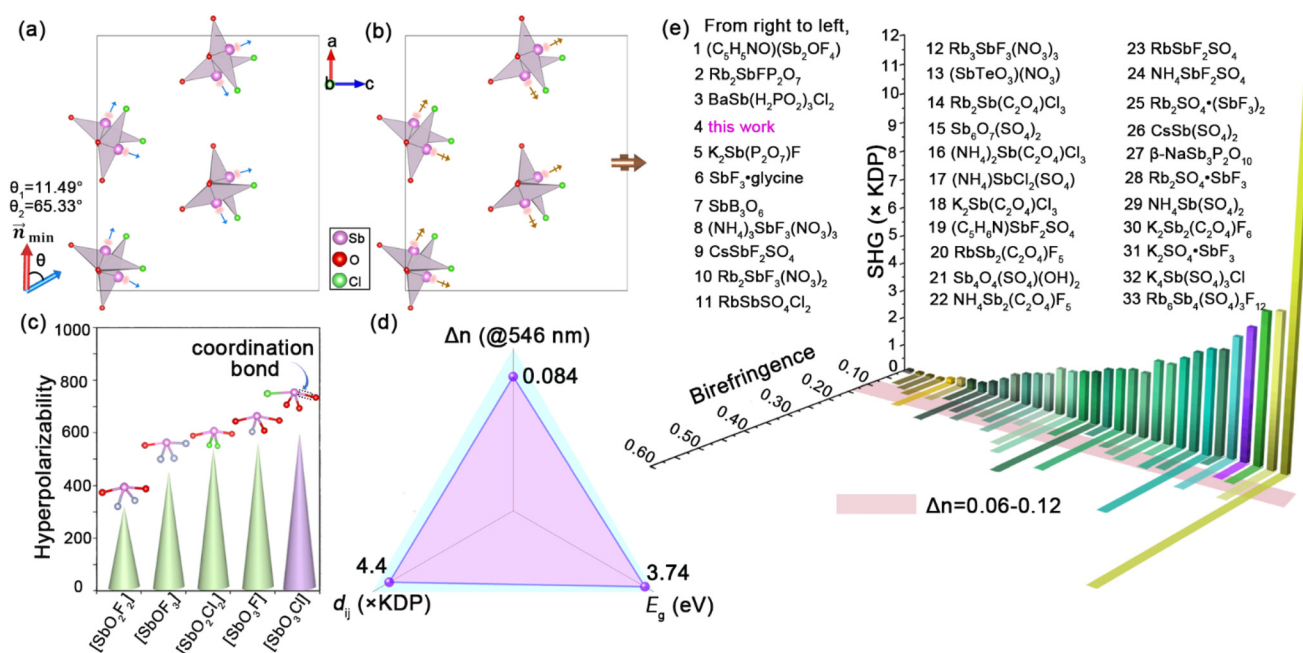 (a)
a
b
c
θ₁=11.49°
θ₂=65.33°
n⃗ min
θ
Sb
O
Cl
(b)
(c)
1000
800
600
400
200
0
Hyperpolarizability
coordination
bond
[SbO₂F₂]
[SbOF₃]
[SbO₂Cl₂]
[SbO₃F]
[SbO₃Cl]
(d)
Δn (@546 nm)
0.084
4.4
dij (×KDP)
3.74
Eg (eV)
(e)
From right to left,
1 (C₅H₅NO)(Sb₂OF₄)
2 Rb₂SbFP₂O₇
3 BaSb(H₂PO₂)₃Cl₂
4 this work
5 K₂Sb(P₂O₇)F
6 SbF₃•glycine
7 SbB₃O₆
8 (NH₄)₃SbF₃(NO₃)₃
9 CsSbF₂SO₄
10 Rb₂SbF₃(NO₃)₂
11 RbSbSO₄Cl₂
12 Rb₃SbF₃(NO₃)₃
13 (SbTeO₃)(NO₃)
14 Rb₂Sb(C₂O₄)Cl₃
15 Sb₆O₇(SO₄)₂
16 (NH₄)₂Sb(C₂O₄)Cl₃
17 (NH₄)SbCl₂(SO₄)
18 K₂Sb(C₂O₄)Cl₃
19 (C₅H₆N)SbF₂SO₄
20 RbSb₂(C₂O₄)F₅
21 Sb₄O₄(SO₄)(OH)₂
22 NH₄Sb₂(C₂O₄)F₅
23 RbSbF₂SO₄
24 NH₄SbF₂SO₄
25 Rb₂SO₄•(SbF₃)₂
26 CsSb(SO₄)₂
27 β-NaSb₃P₂O₁₀
28 Rb₂SO₄•SbF₃
29 NH₄Sb(SO₄)₂
30 K₂Sb₂(C₂O₄)F₆
31 K₂SO₄•SbF₃
32 K₄Sb(SO₄)₃Cl
33 Rb₆Sb₄(SO₄)₃F₁₂
SHG (× KDP)
12
11
10
9
8
7
6
5
4
3
2
1
0
Birefringence
0.10
0.20
0.30
0.40
0.50
0.60
Δn=0.06-0.12